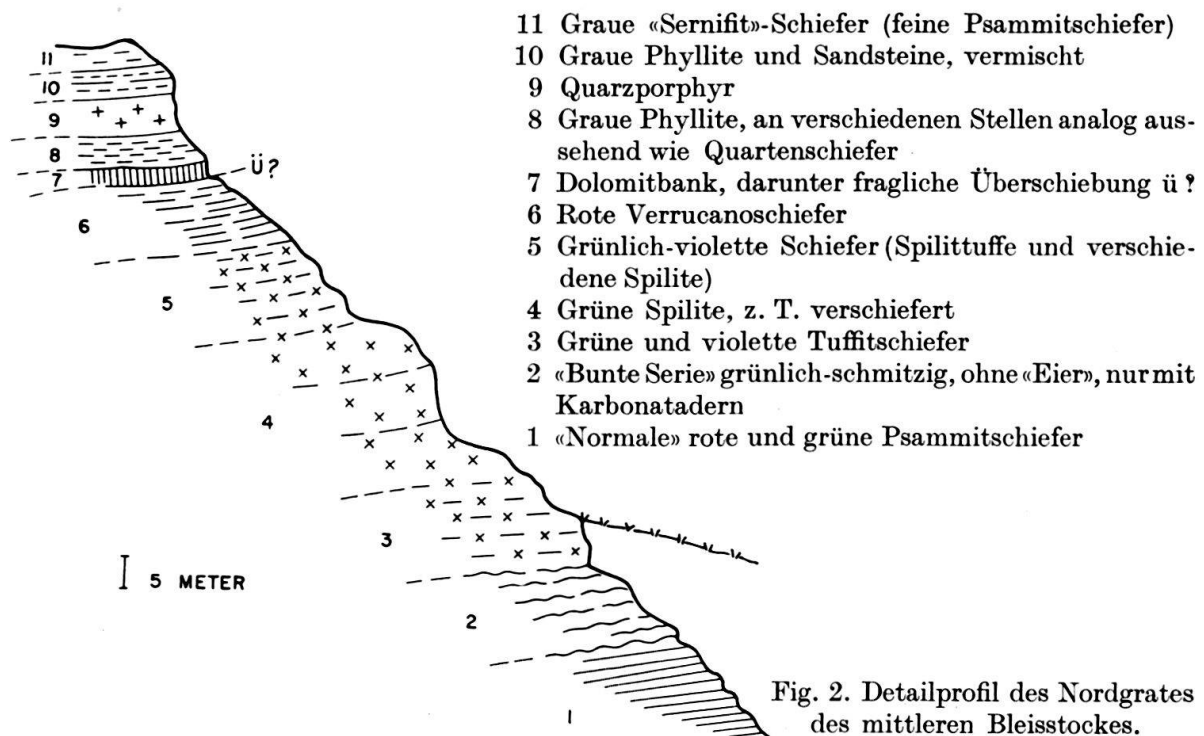 11 Graue «Sernifit»-Schiefer (feine Psammitschiefer)
10 Graue Phyllite und Sandsteine, vermischt
9 Quarzporphyr
8 Graue Phyllite, an verschiedenen Stellen analog aus-
sehend wie Quartenschiefer
7 Dolomitbank, darunter fragliche Überschiebung ü ?
6 Rote Verrucanoschiefer
5 Grünlich-violette Schiefer (Spilittuffe und verschie-
dene Spilite)
4 Grüne Spilite, z. T. verschiefert
3 Grüne und violette Tuffitschiefer
2 «Bunte Serie» grünlich-schmitzig, ohne «Eier», nur mit
Karbonatadern
1 «Normale» rote und grüne Psammitschiefer
11
10
9
8
7
Ü?
6
5
4
3
5 METER
2
1
Fig. 2. Detailprofil des Nordgrates
des mittleren Bleisstockes.